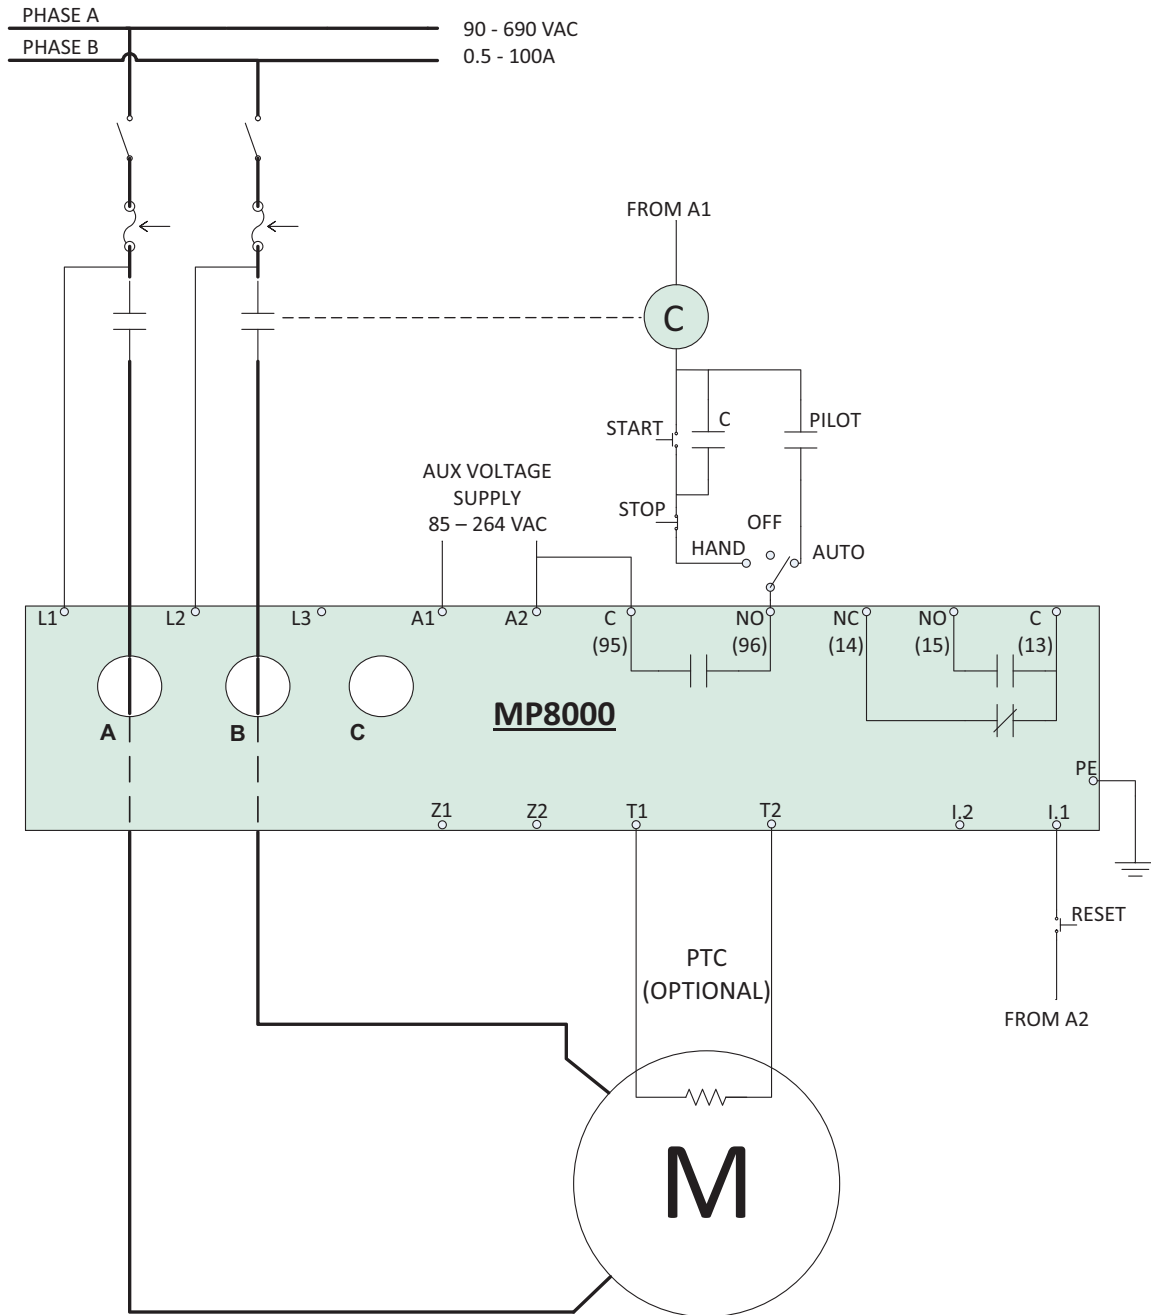 PHASE A
90 - 690 VAC
PHASE B
0.5 - 100A
FROM A1
C
START
C
PILOT
AUX VOLTAGE
SUPPLY
85 – 264 VAC
STOP
OFF
HAND
AUTO
L1
L2
L3
A1
A2
C
(95)
NO
(96)
NC
(14)
NO
(15)
C
(13)
A
B
C
MP8000
PE
Z1
Z2
T1
T2
I.2
I.1
RESET
PTC
(OPTIONAL)
FROM A2
M